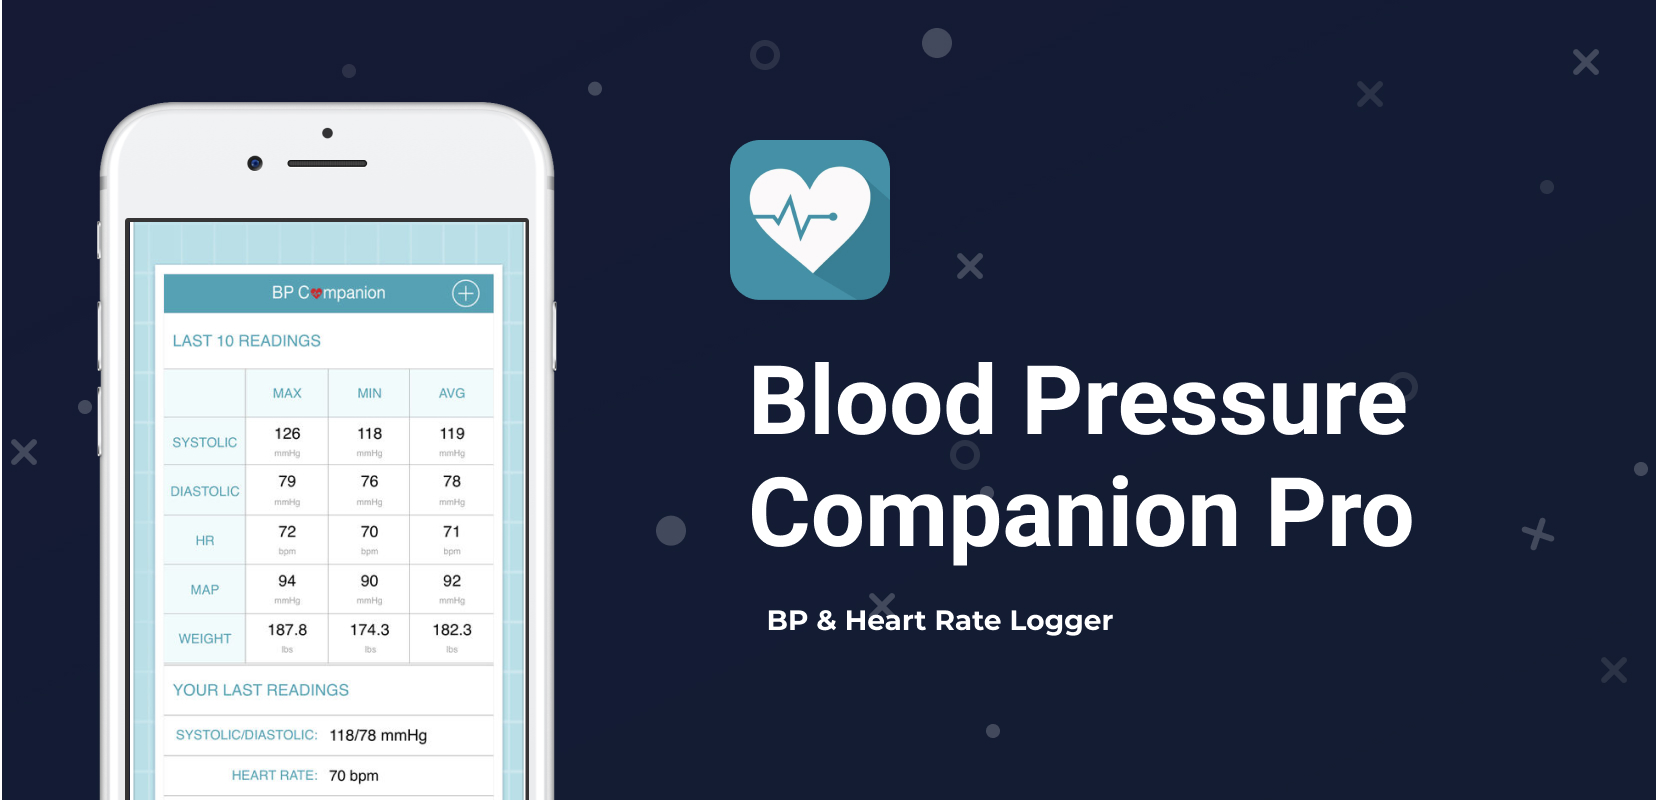 BP Companion
LAST 10 READINGS
MAX MIN AVG
SYSTOLIC 126 mmHg 118 mmHg 119 mmHg
DIASTOLIC 79 mmHg 76 mmHg 78 mmHg
HR 72 bpm 70 bpm 71 bpm
MAP 94 mmHg 90 mmHg 92 mmHg
WEIGHT 187.8 lbs 174.3 lbs 182.3 lbs
YOUR LAST READINGS
SYSTOLIC/DIASTOLIC: 118/78 mmHg
HEART RATE: 70 bpm
Blood Pressure
Companion Pro
BP & Heart Rate Logger